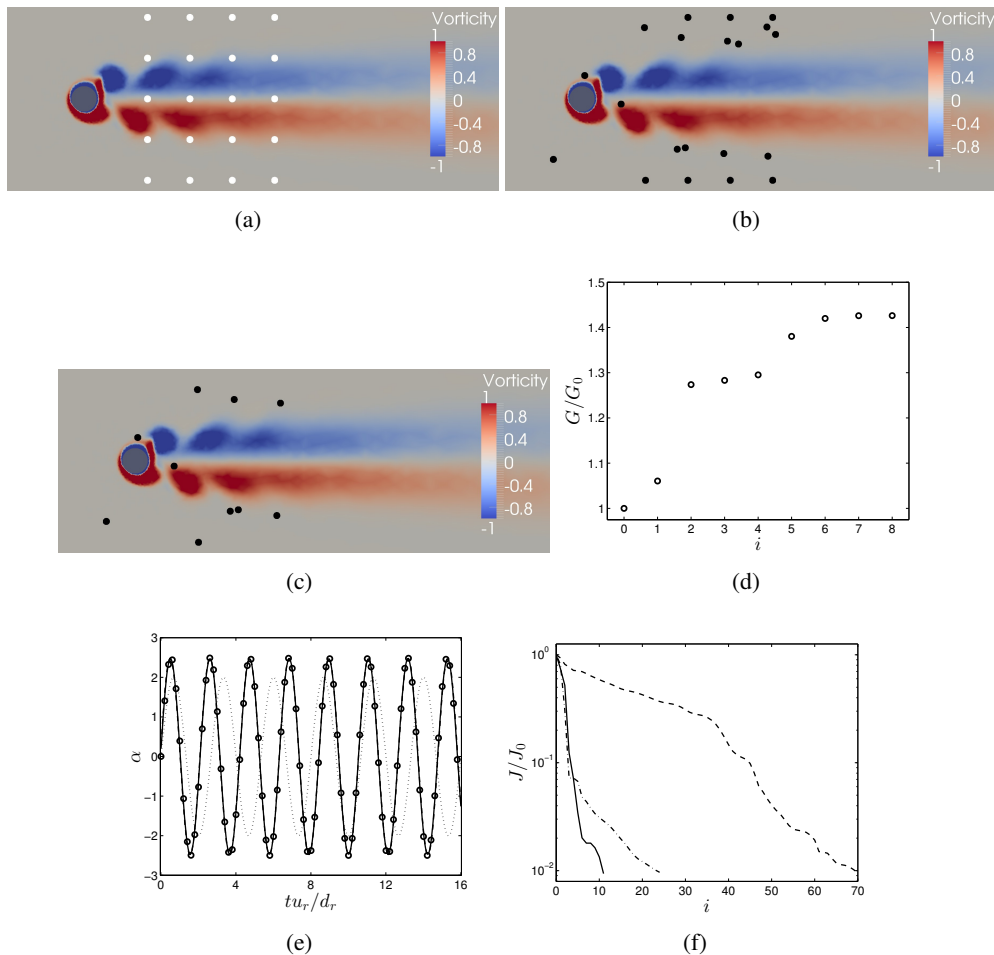 Vorticity
1
0.8
0.4
0
-0.4
-0.8
-1
(a)
Vorticity
1
0.8
0.4
0
-0.4
-0.8
-1
(b)
Vorticity
1
0.8
0.4
0
-0.4
-0.8
-1
(c)
1.5
1.4
1.3
1.2
1.1
1
G/G₀
0 1 2 3 4 5 6 7 8
i
(d)
3
2
1
0
−1
−2
−3
α
0 4 8 12 16
tuᵣ/dᵣ
(e)
10⁰
10⁻¹
10⁻²
J/J₀
0 10 20 30 40 50 60 70
i
(f)